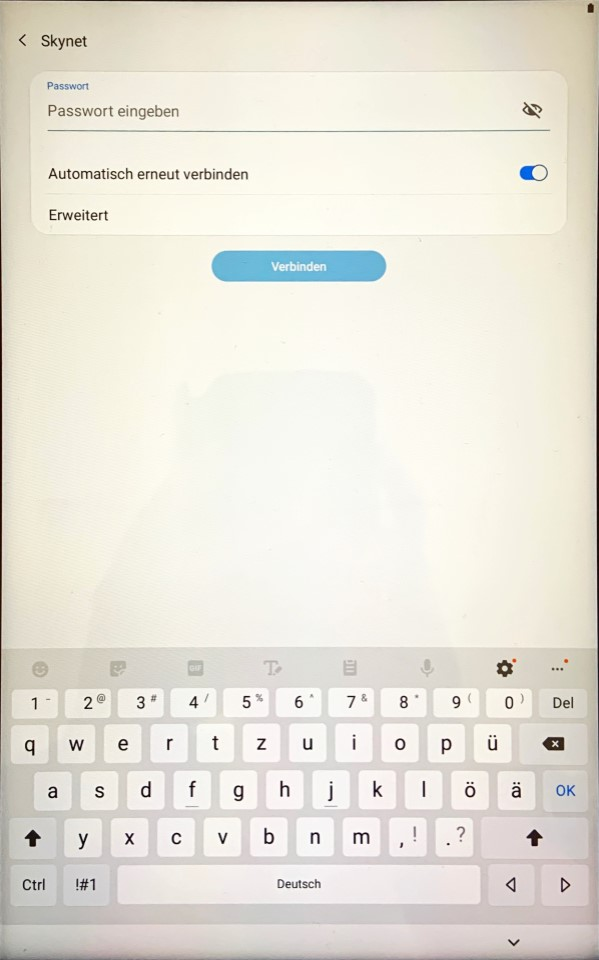 Skynet
Passwort
Passwort eingeben
Automatisch erneut verbinden
Erweitert
Verbinden
GIF
1 - 2 @ 3 # 4 / 5 % 6 ^ 7 & 8 * 9 ( 0 ) Del
q w e r t z u i o p ü
a s d f g h j k l ö ä OK
y x c v b n m , ! . ?
Ctrl !#1 Deutsch